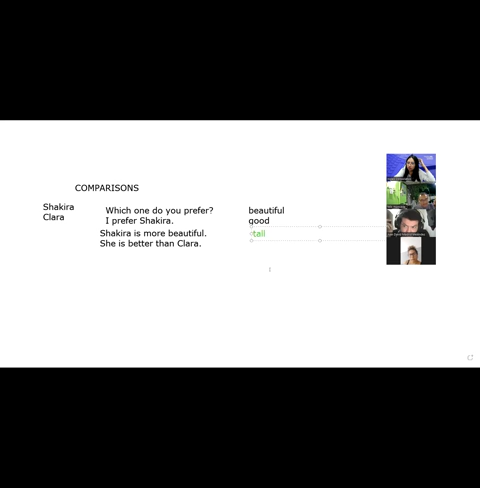 COMPARISONS
Shakira
Clara
Which one do you prefer?
I prefer Shakira.
Shakira is more beautiful.
She is better than Clara.
beautiful
good
tall